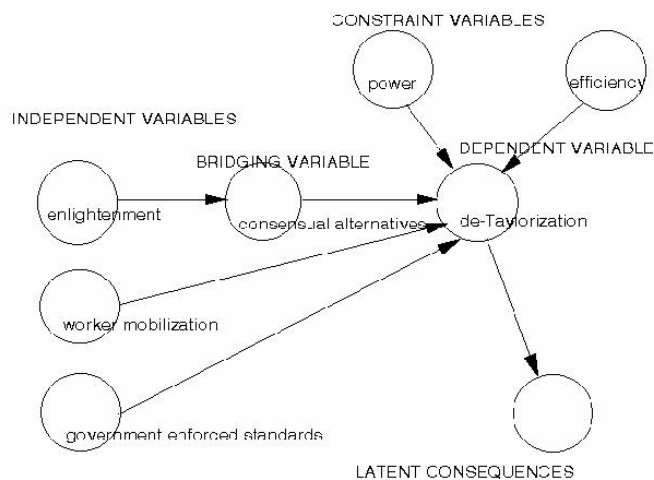 CONSTRAINT VARIABLES
power
efficiency
INDEPENDENT VARIABLES
BRIDGING VARIABLE
DEPENDENT VARIABLE
enlightenment
consensual alternatives
de-Taylorization
worker mobilization
government enforced standards
LATENT CONSEQUENCES